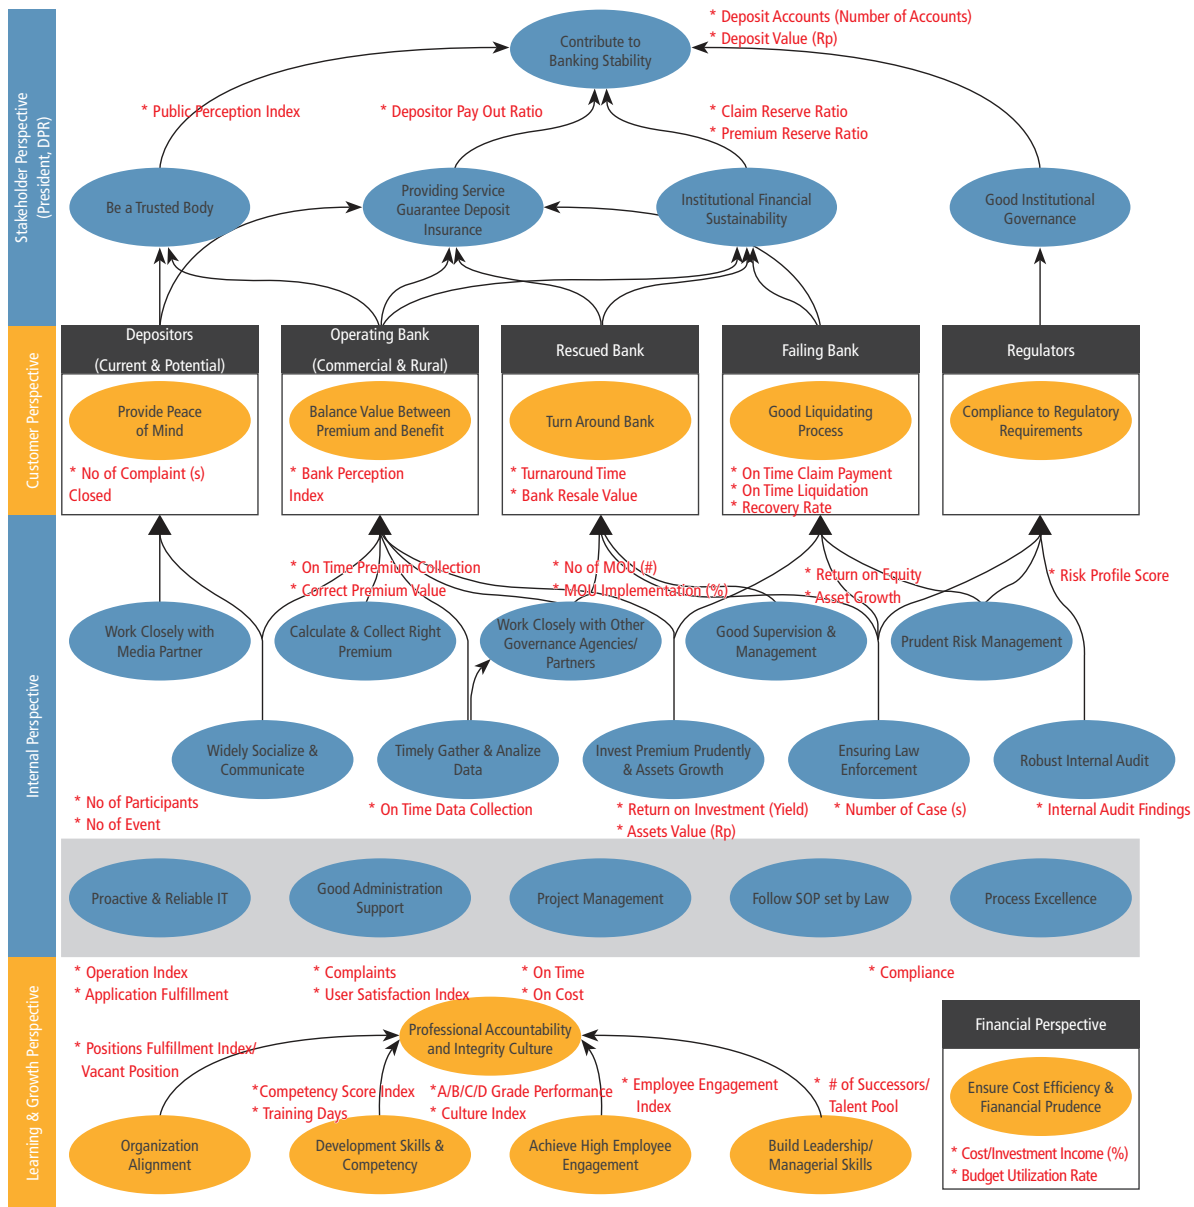 Stakeholder Perspective
(President, DPR)
Contribute to
Banking Stability
* Deposit Accounts (Number of Accounts)
* Deposit Value (Rp)
* Public Perception Index
* Depositor Pay Out Ratio
* Claim Reserve Ratio
* Premium Reserve Ratio
Be a Trusted Body
Providing Service
Guarantee Deposit
Insurance
Institutional Financial
Sustainability
Good Institutional
Governance
Customer Perspective
Depositors
(Current & Potential)
Operating Bank
(Commercial & Rural)
Rescued Bank
Failing Bank
Regulators
Provide Peace
of Mind
Balance Value Between
Premium and Benefit
Turn Around Bank
Good Liquidating
Process
Compliance to Regulatory
Requirements
* No of Complaint (s)
Closed
* Bank Perception
Index
* Turnaround Time
* Bank Resale Value
* On Time Claim Payment
* On Time Liquidation
* Recovery Rate
Internal Perspective
* On Time Premium Collection
* Correct Premium Value
* No of MOU (#)
* MOU Implementation (%)
* Return on Equity
* Asset Growth
* Risk Profile Score
Work Closely with
Media Partner
Calculate & Collect Right
Premium
Work Closely with Other
Governance Agencies/
Partners
Good Supervision &
Management
Prudent Risk Management
Widely Socialize &
Communicate
Timely Gather & Analize
Data
Invest Premium Prudently
& Assets Growth
Ensuring Law
Enforcement
Robust Internal Audit
* No of Participants
* No of Event
* On Time Data Collection
* Return on Investment (Yield)
* Assets Value (Rp)
* Number of Case (s)
* Internal Audit Findings
Proactive & Reliable IT
Good Administration
Support
Project Management
Follow SOP set by Law
Process Excellence
Learning & Growth Perspective
* Operation Index
* Application Fulfillment
* Complaints
* User Satisfaction Index
* On Time
* On Cost
* Compliance
Professional Accountability
and Integrity Culture
* Positions Fulfillment Index/
Vacant Position
*Competency Score Index
* Training Days
*A/B/C/D Grade Performance
* Culture Index
* Employee Engagement
Index
* # of Successors/
Talent Pool
Organization
Alignment
Development Skills &
Competency
Achieve High Employee
Engagement
Build Leadership/
Managerial Skills
Financial Perspective
Ensure Cost Efficiency &
Fianancial Prudence
* Cost/Investment Income (%)
* Budget Utilization Rate